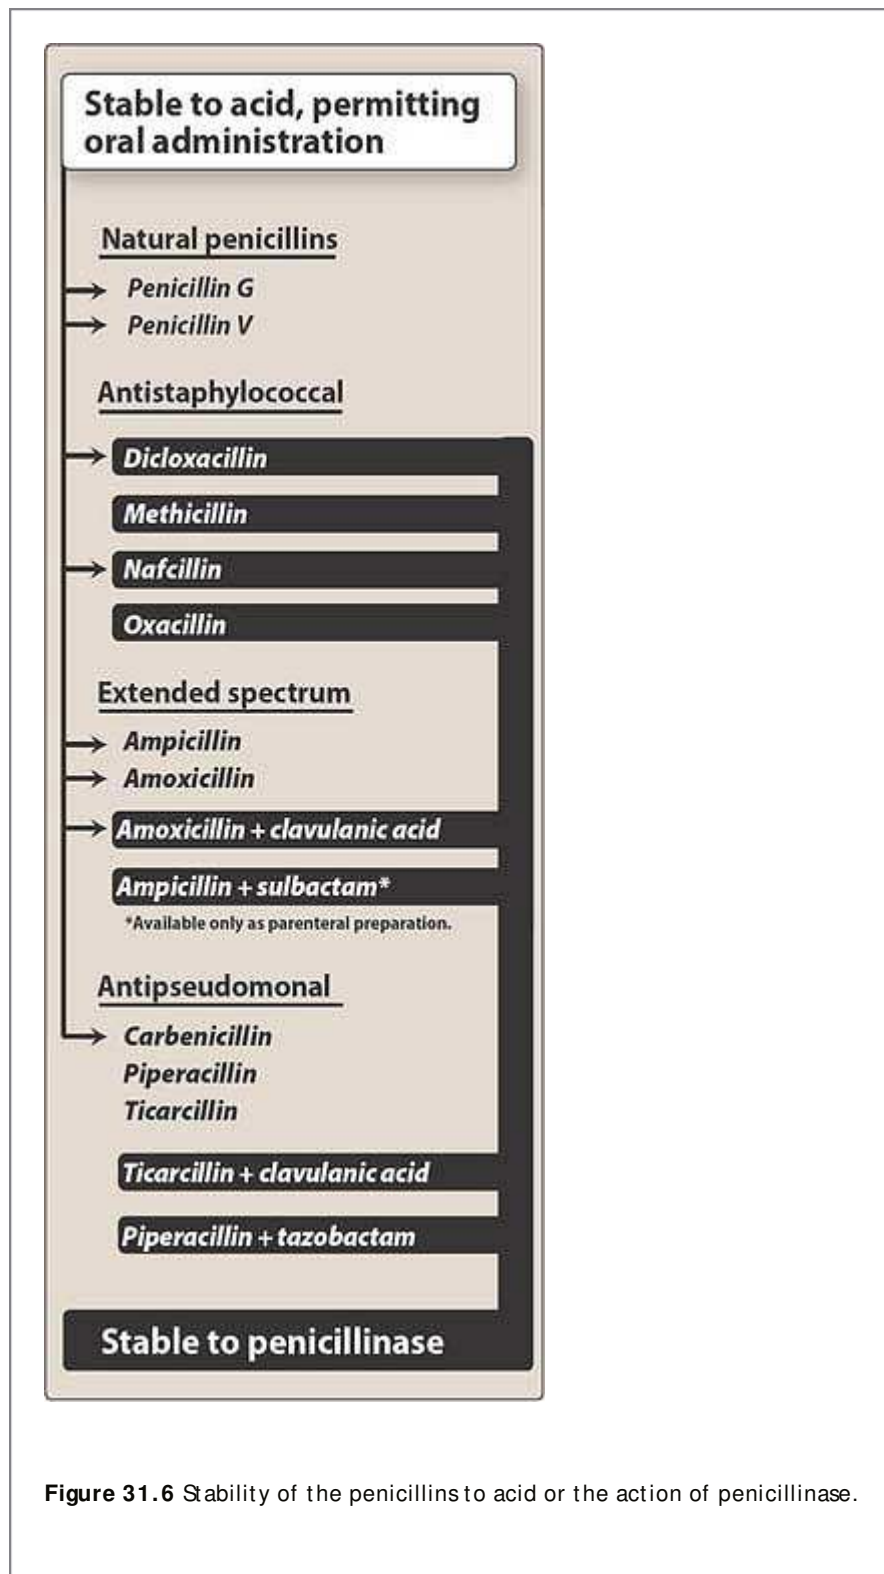 Stable to acid, permitting
oral administration
Natural penicillins
Penicillin G
Penicillin V
Antistaphylococcal
Dicloxacillin
Methicillin
Nafcillin
Oxacillin
Extended spectrum
Ampicillin
Amoxicillin
Amoxicillin + clavulanic acid
Ampicillin + sulbactam*
*Available only as parenteral preparation.
Antipseudomonal
Carbenicillin
Piperacillin
Ticarcillin
Ticarcillin + clavulanic acid
Piperacillin + tazobactam
Stable to penicillinase
Figure 31.6 Stability of the penicillins to acid or the action of penicillinase.